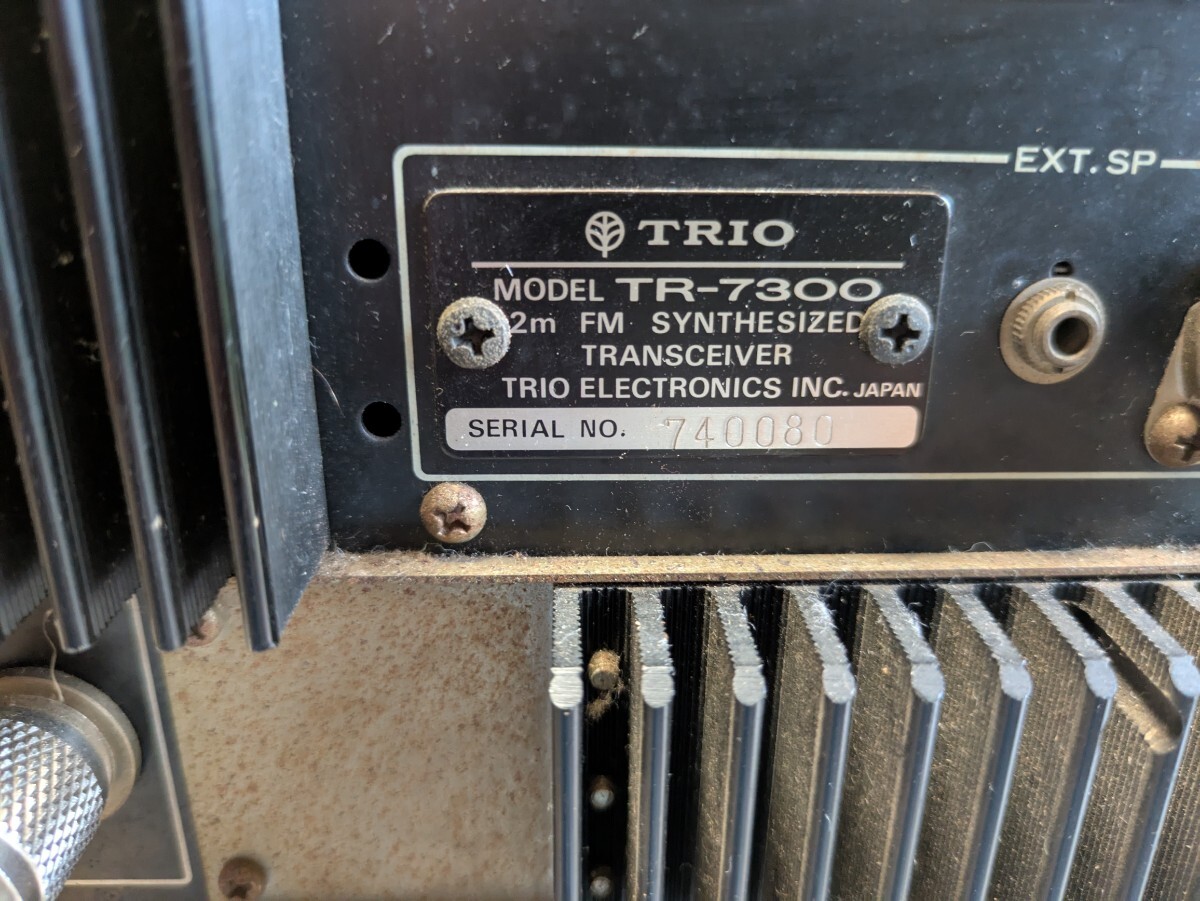 EXT. SP
TRIO
MODEL TR-7300
2m FM SYNTHESIZED
TRANSCEIVER
TRIO ELECTRONICS INC. JAPAN
SERIAL NO. 740080